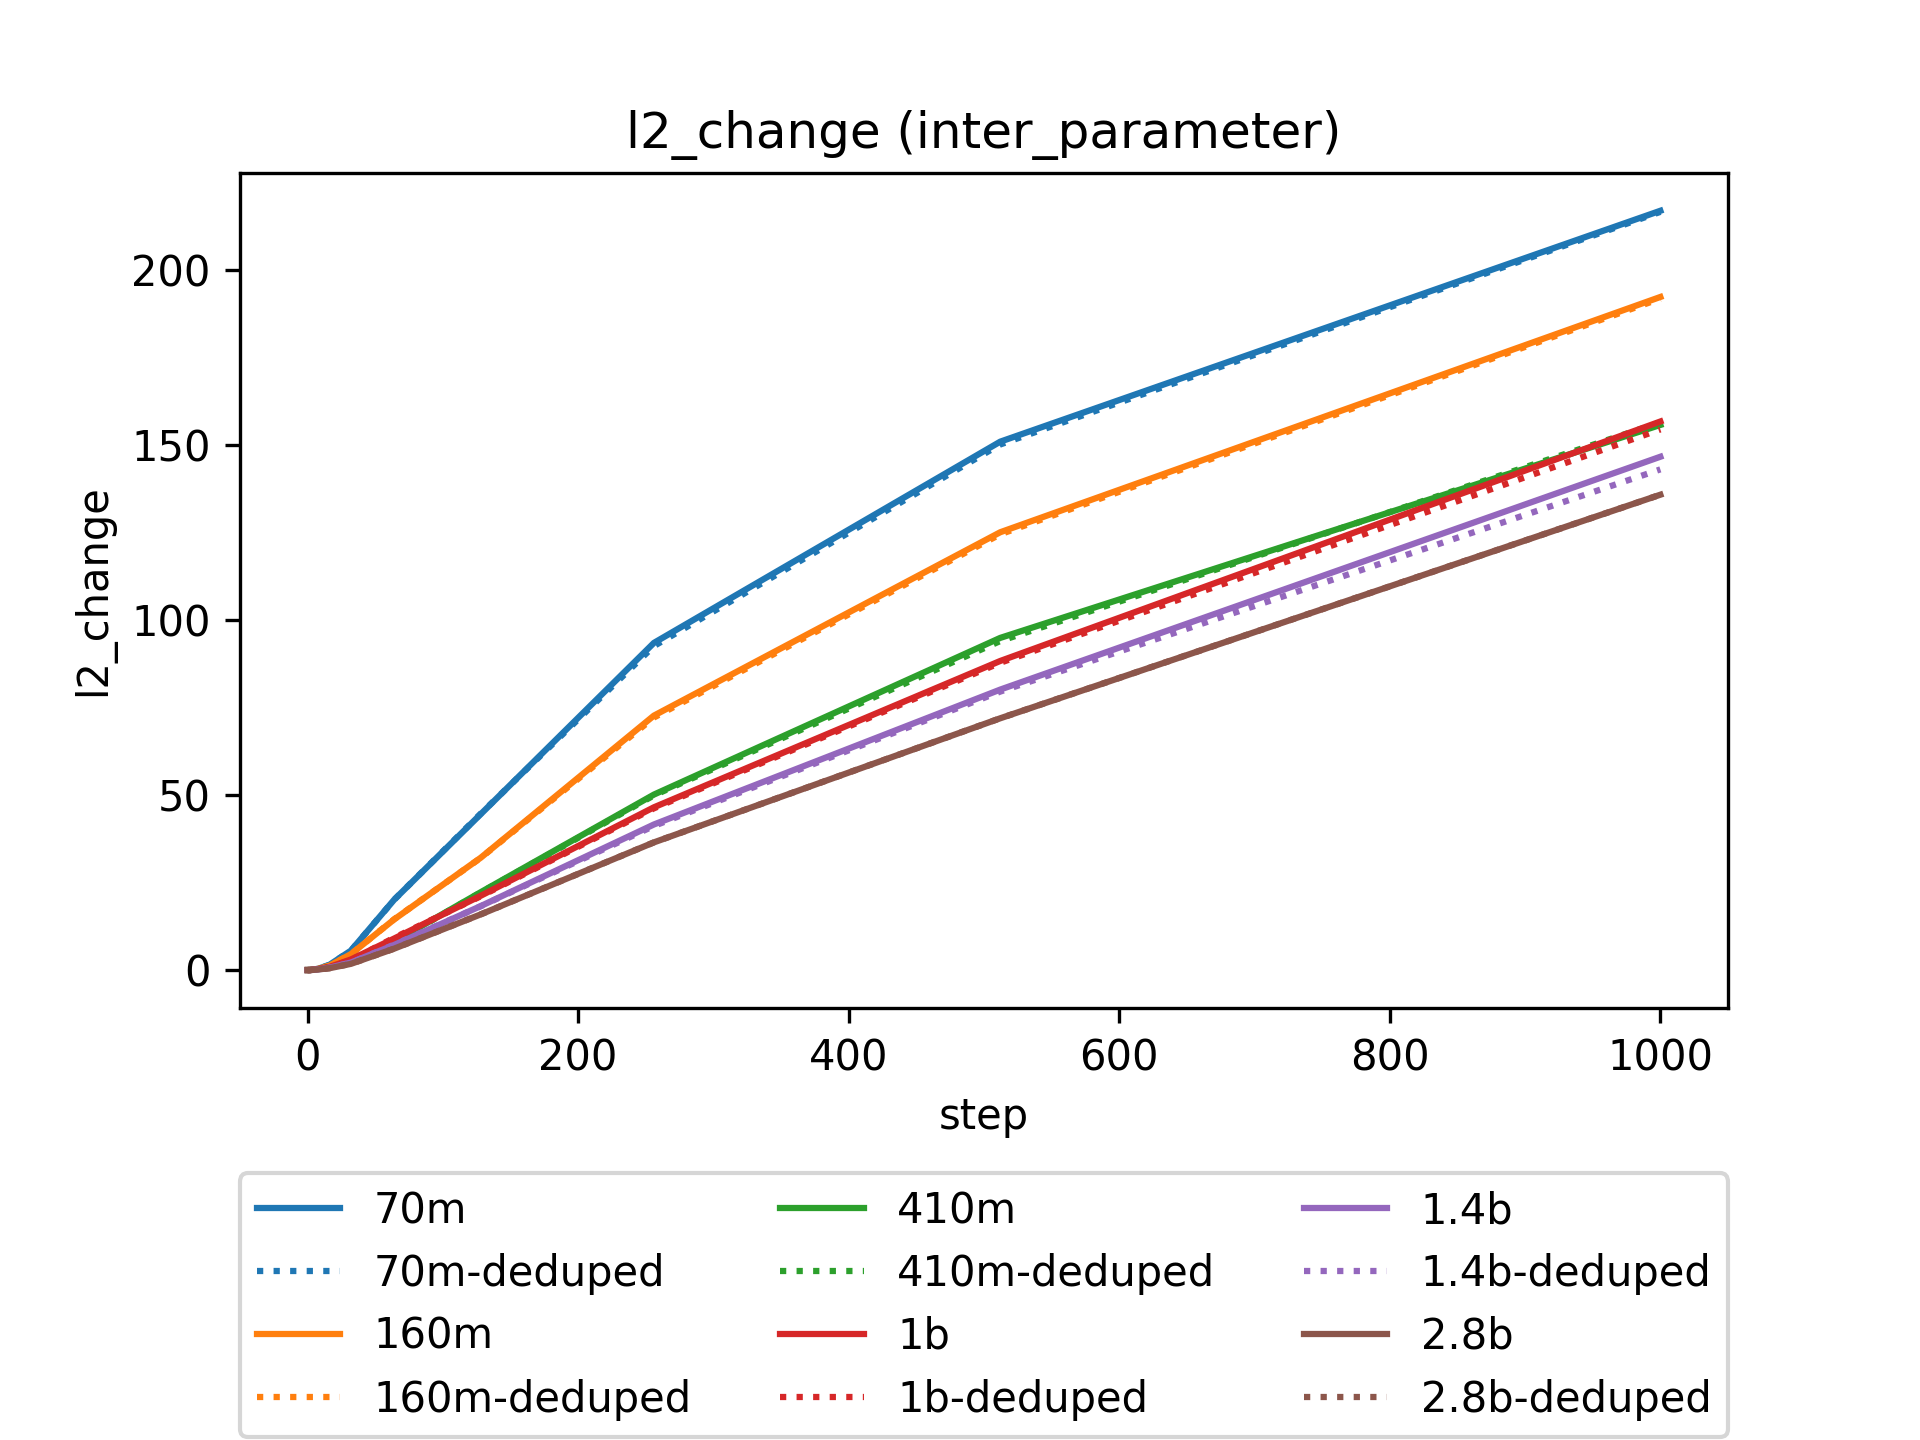 l2_change (inter_parameter)
l2_change
200
150
100
50
0
0 200 400 600 800 1000
step
70m 410m 1.4b
70m-deduped 410m-deduped 1.4b-deduped
160m 1b 2.8b
160m-deduped 1b-deduped 2.8b-deduped